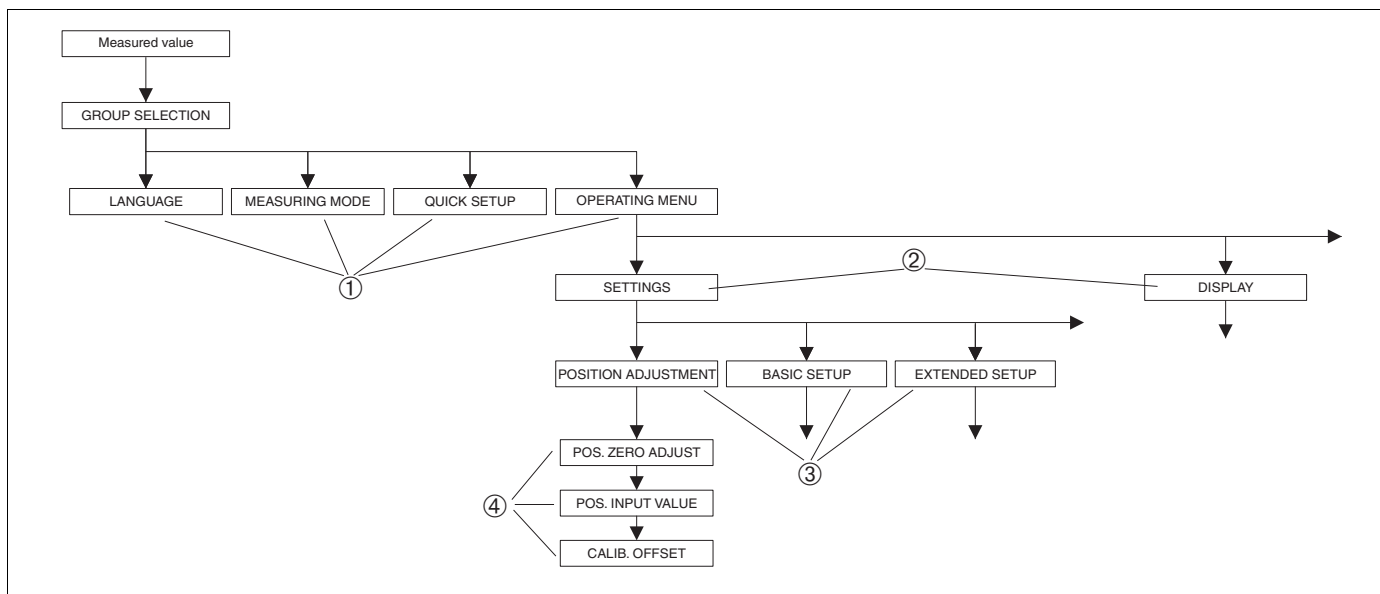 Measured value
GROUP SELECTION
LANGUAGE
MEASURING MODE
QUICK SETUP
OPERATING MENU
①
②
SETTINGS
DISPLAY
POSITION ADJUSTMENT
BASIC SETUP
EXTENDED SETUP
POS. ZERO ADJUST
③
④
POS. INPUT VALUE
CALIB. OFFSET